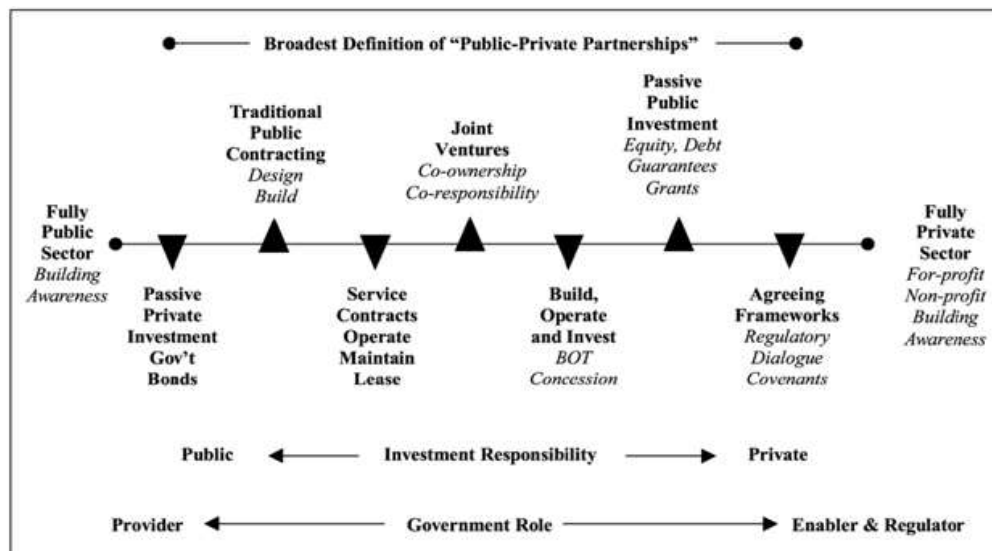 Broadest Definition of “Public-Private Partnerships”
Traditional
Public
Contracting
Design
Build
Joint
Ventures
Co-ownership
Co-responsibility
Passive
Public
Investment
Equity, Debt
Guarantees
Grants
Fully
Public
Sector
Building
Awareness
Fully
Private
Sector
For-profit
Non-profit
Building
Awareness
Passive
Private
Investment
Gov’t
Bonds
Service
Contracts
Operate
Maintain
Lease
Build,
Operate
and Invest
BOT
Concession
Agreeing
Frameworks
Regulatory
Dialogue
Covenants
Public Investment Responsibility Private
Provider Government Role Enabler & Regulator